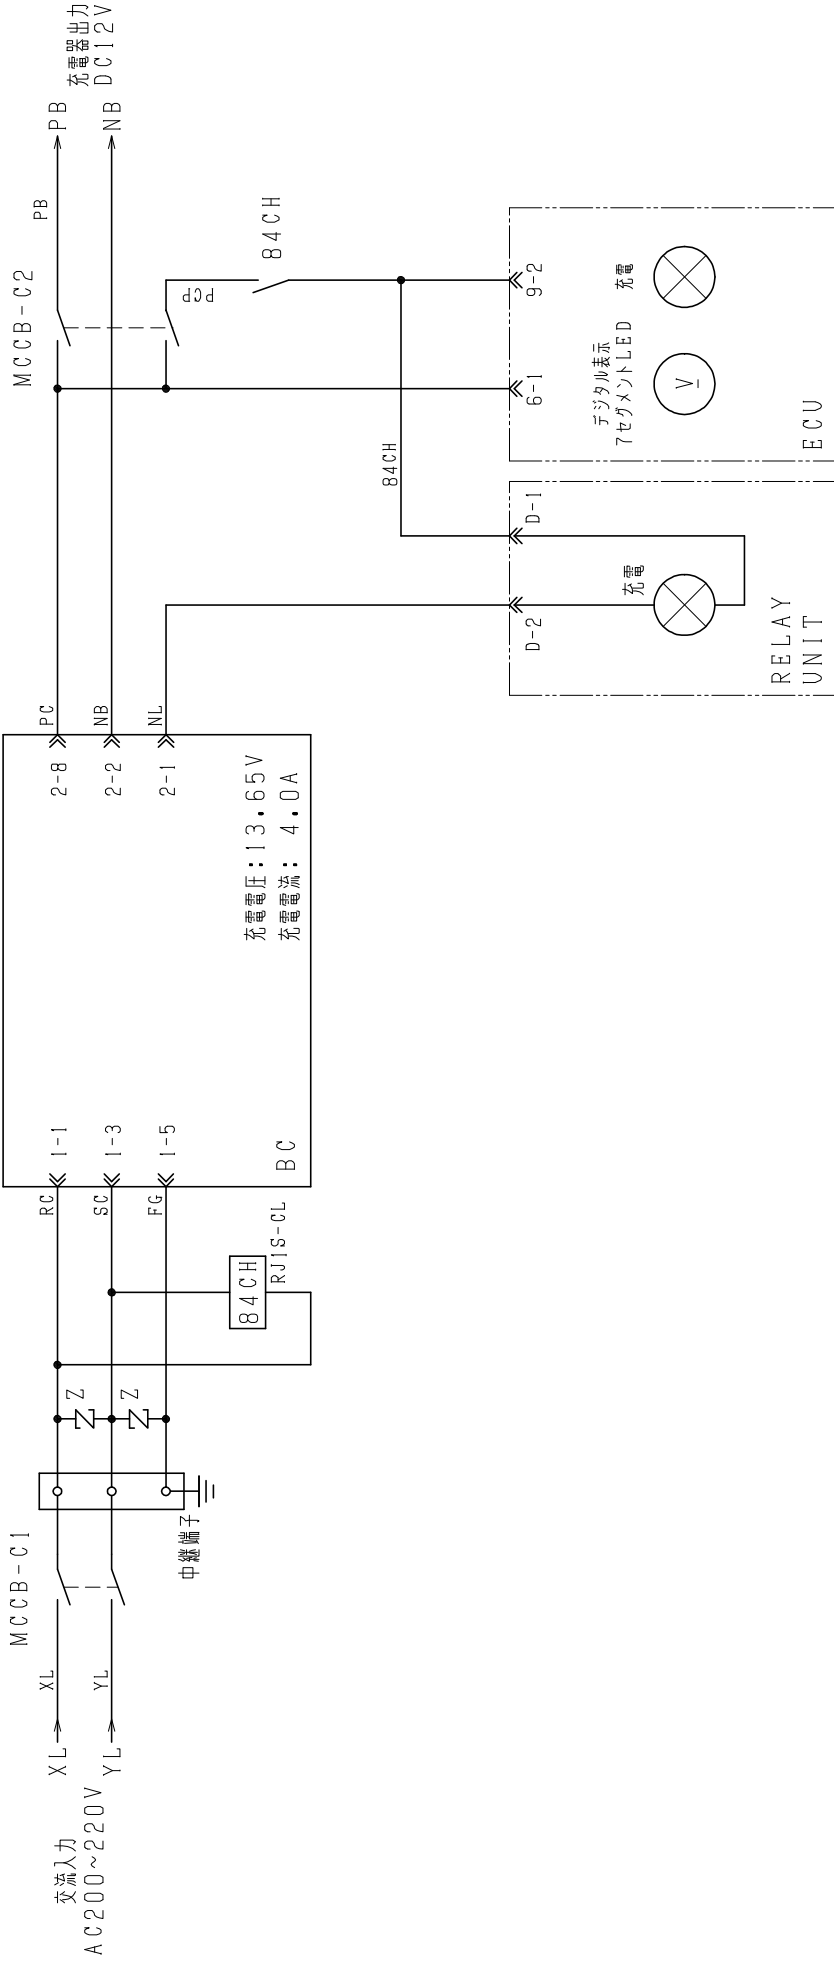 交流入力
AC200~220V
XL
YL
XL
YL
MCCB-C1
中継端子
Z
Z
84CH
RJ1S-CL
RC
SC
FG
1-1
1-3
1-5
BC
充電電圧:13.65V
充電電流: 4.0A
2-8
2-2
2-1
PC
NB
NL
MCCB-C2
PCP
84CH
84CH
PB
PB
NB
充電器出力
DC12V
D-2
D-1
充電
RELAY
UNIT
6-1
9-2
デジタル表示
7セグメントLED
V
充電
ECU